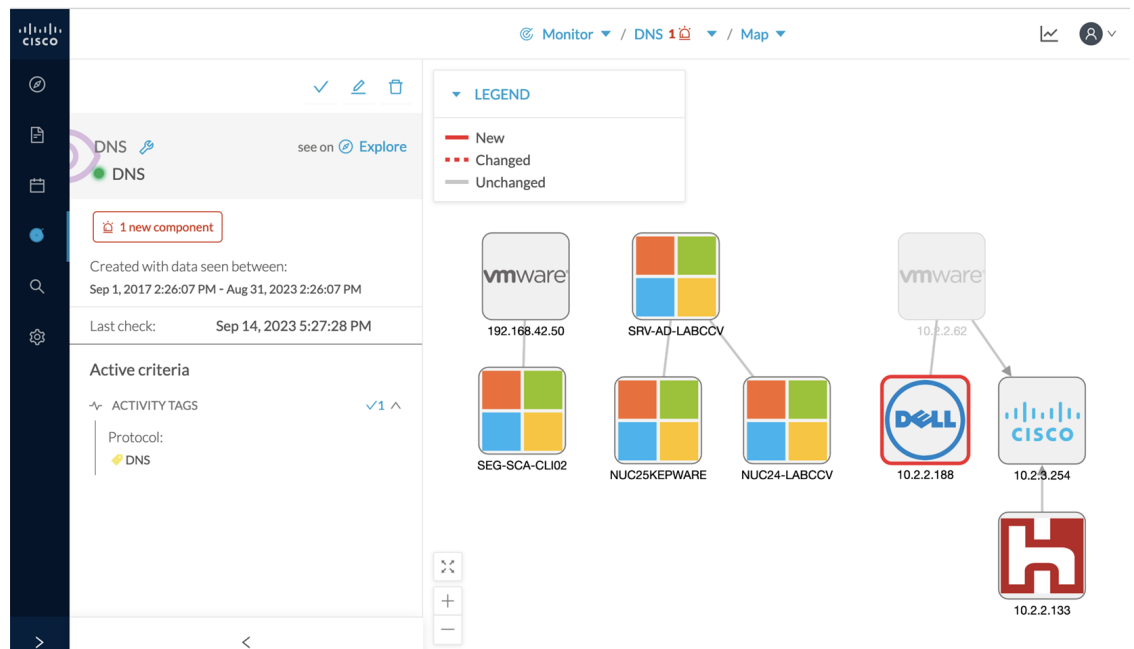 CISCO
Monitor / DNS 1 / Map
LEGEND
New
Changed
Unchanged
DNS
see on Explore
DNS
1 new component
Created with data seen between:
Sep 1, 2017 2:26:07 PM - Aug 31, 2023 2:26:07 PM
Last check: Sep 14, 2023 5:27:28 PM
Active criteria
ACTIVITY TAGS 1
Protocol:
DNS
vmware
192.168.42.50
SRV-AD-LABCCV
vmware
10.2.2.62
SEG-SCA-CLI02
NUC25KEPWARE
NUC24-LABCCV
DELL
10.2.2.188
CISCO
10.2.3.254
h
10.2.2.133